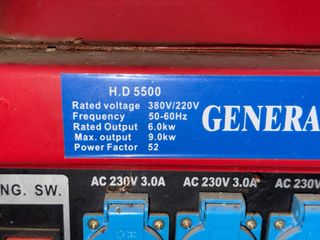 H.D 5500
Rated voltage 380V/220V
Frequency 50-60Hz
Rated Output 6.0kw
Max. output 9.0kw
Power Factor 52
GENERA
NG. SW.
AC 230V 3.0A
AC 230V 3.0A
AC 230V